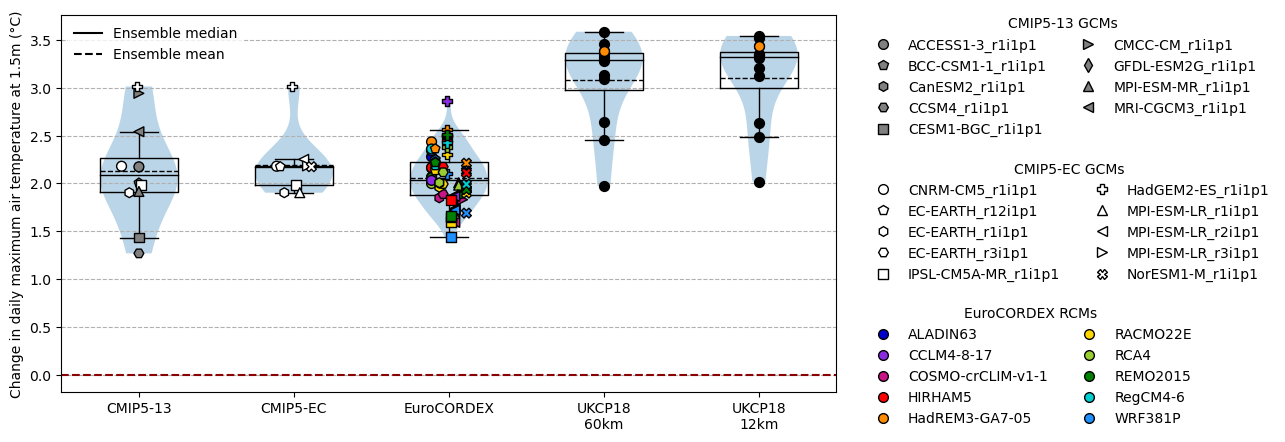 Change in daily maximum air temperature at 1.5m (°C)
3.5
3.0
2.5
2.0
1.5
1.0
0.5
0.0
Ensemble median
Ensemble mean
CMIP5-13
CMIP5-EC
EuroCORDEX
UKCP18
60km
UKCP18
12km
CMIP5-13 GCMs
ACCESS1-3_r1i1p1
BCC-CSM1-1_r1i1p1
CanESM2_r1i1p1
CCSM4_r1i1p1
CESM1-BGC_r1i1p1
CMCC-CM_r1i1p1
GFDL-ESM2G_r1i1p1
MPI-ESM-MR_r1i1p1
MRI-CGCM3_r1i1p1
CMIP5-EC GCMs
CNRM-CM5_r1i1p1
EC-EARTH_r12i1p1
EC-EARTH_r1i1p1
EC-EARTH_r3i1p1
IPSL-CM5A-MR_r1i1p1
HadGEM2-ES_r1i1p1
MPI-ESM-LR_r1i1p1
MPI-ESM-LR_r2i1p1
MPI-ESM-LR_r3i1p1
NorESM1-M_r1i1p1
EuroCORDEX RCMs
ALADIN63
CCLM4-8-17
COSMO-crCLIM-v1-1
HIRHAM5
HadREM3-GA7-05
RACMO22E
RCA4
REMO2015
RegCM4-6
WRF381P